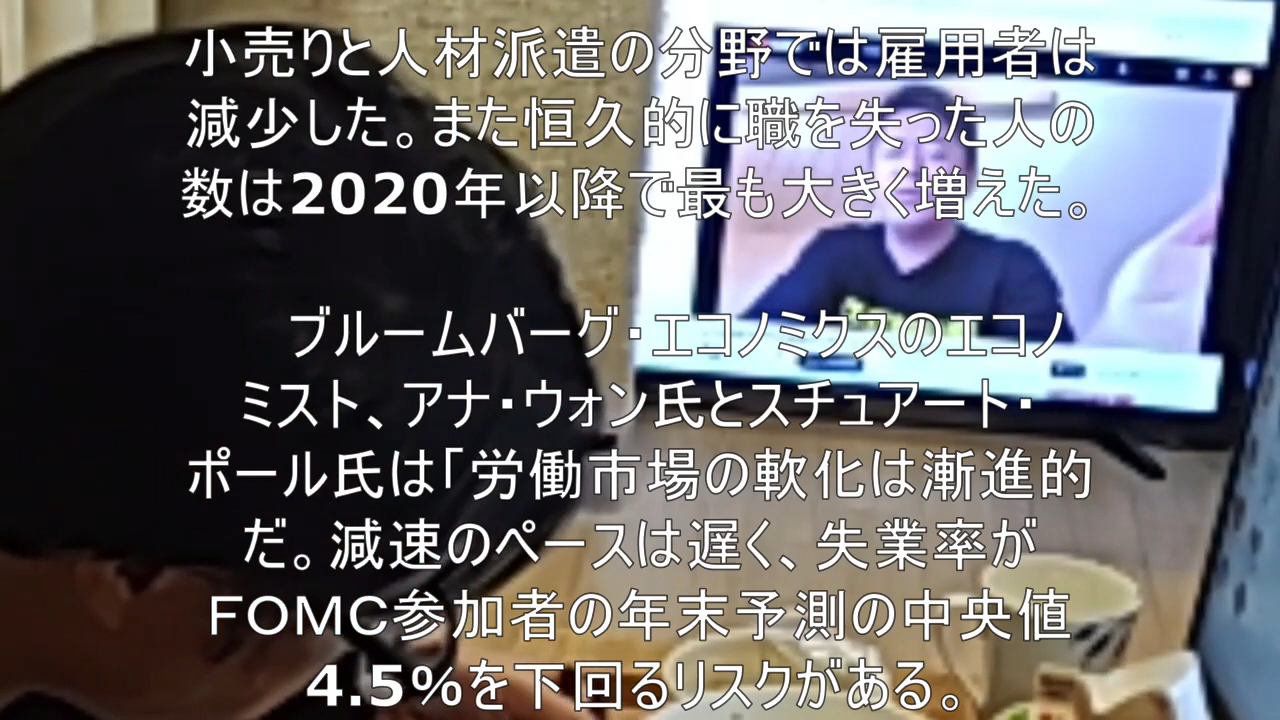 小売りと人材派遣の分野では雇用者は
減少した。また恒久的に職を失った人の
数は2020年以降で最も大きく増えた。
ブルームバーグ・エコノミクスのエコノ
ミスト、アナ・ウォン氏とスチュアート・
ポール氏は「労働市場の軟化は漸進的
だ。減速のペースは遅く、失業率が
FOMC参加者の年末予測の中央値
4.5%を下回るリスクがある。